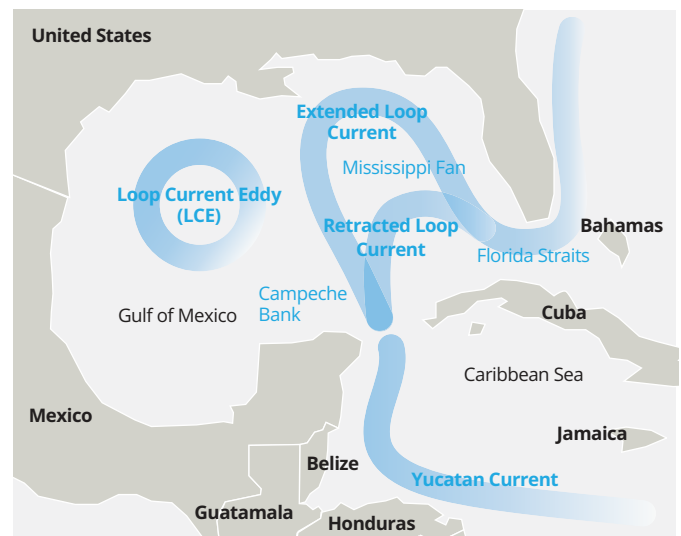 United States
Extended Loop
Current
Mississippi Fan
Loop Current Eddy
(LCE)
Retracted Loop
Current
Bahamas
Florida Straits
Campeche
Bank
Gulf of Mexico
Cuba
Caribbean Sea
Mexico
Jamaica
Belize
Yucatan Current
Guatamala
Honduras